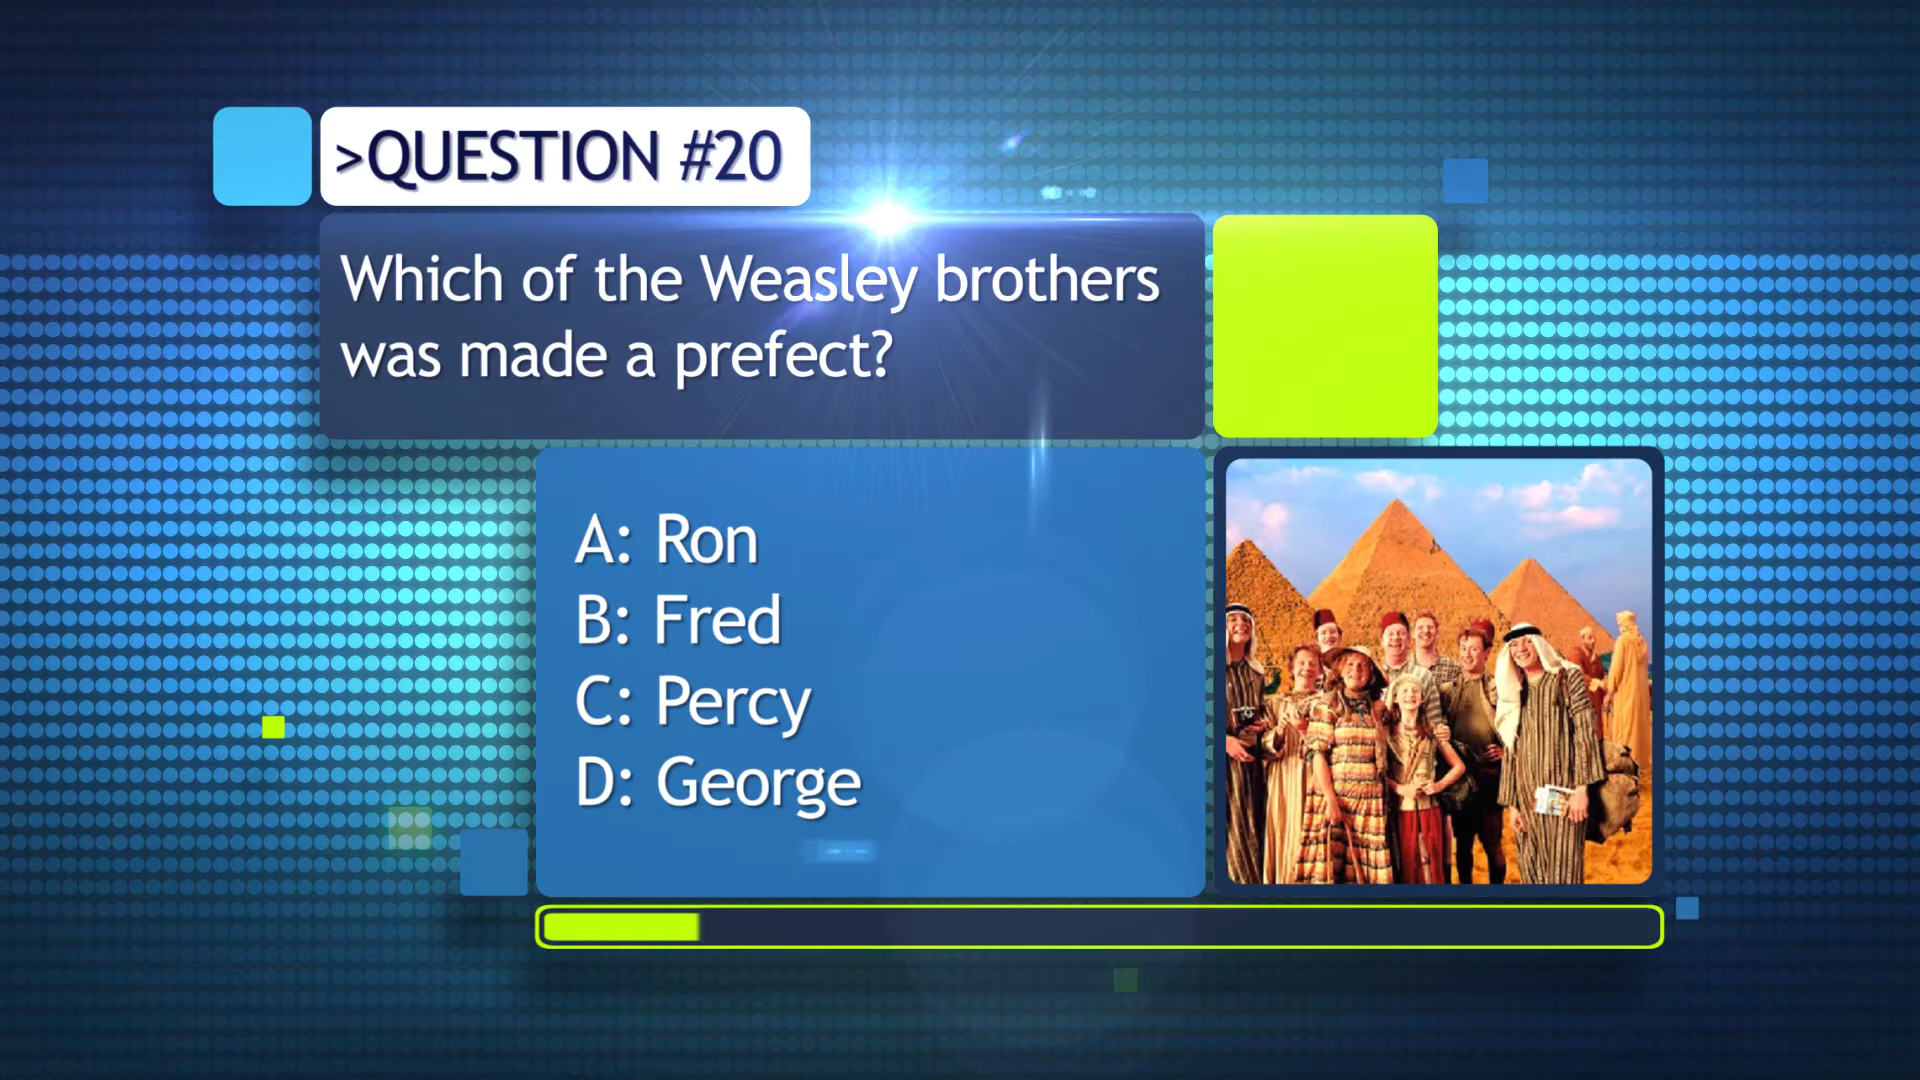 >QUESTION #20
Which of the Weasley brothers
was made a prefect?
A: Ron
B: Fred
C: Percy
D: George